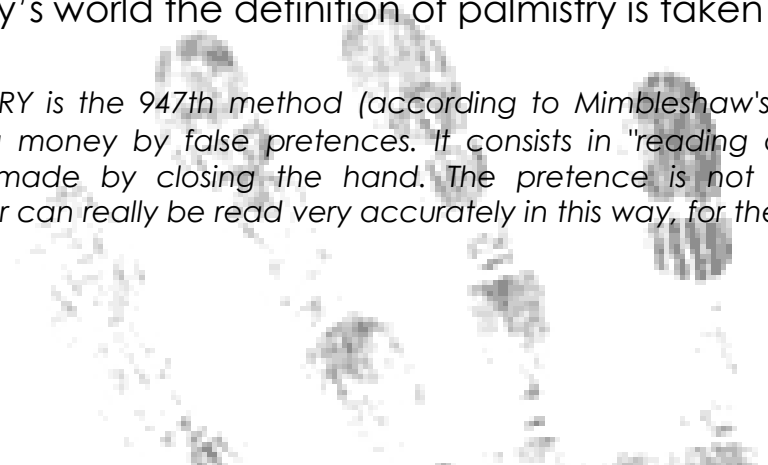 y's world the definition of palmistry is taken
RY is the 947th method (according to Mimbleshaw's
money by false pretences. It consists in "reading
made by closing the hand. The pretence is not
r can really be read very accurately in this way, for the